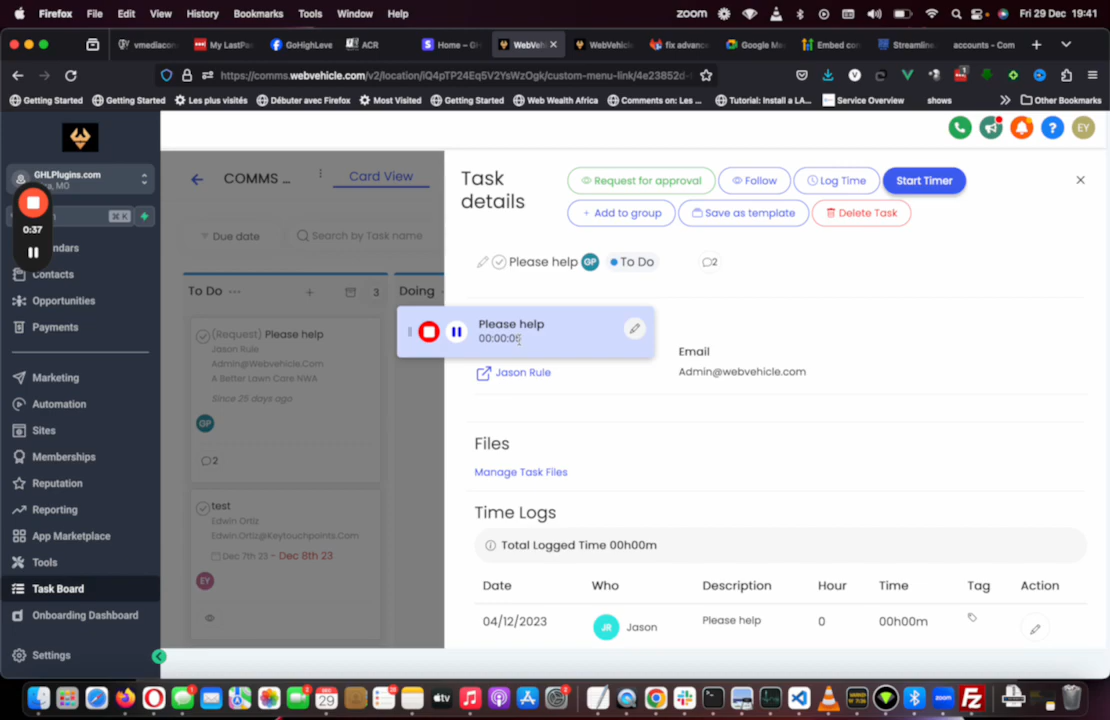 Firefox File Edit View History Bookmarks Tools Window Help zoom Fri 29 Dec 19:41
vmediacon My LastPa GoHighLeve ACR Home – GH WebVehi WebVehicle fix advance Google Me Embed cor Streamline accounts - Com
https://comms.webvehicle.com/v2/location/iQ4pTP24Eq5V2YsWzOgk/custom-menu-link/4e23852d-f
Getting Started Getting Started Les plus visités Débuter avec Firefox Most Visited Getting Started Web Wealth Africa Comments on: Les ... Tutorial: Install a LA... Service Overview shows Other Bookmarks
EY
GHLPlugins.com
MO
⌘ K
0:37
Contacts
Opportunities
Payments
Marketing
Automation
Sites
Memberships
Reputation
Reporting
App Marketplace
Tools
Task Board
Onboarding Dashboard
Settings
COMMS ... Card View
Due date Search by Task name
To Do 3 Doing
(Request) Please help
Jason Rule
Admin@Webvehicle.Com
A Better Lawn Care NWA
Since 25 days ago
GP
2
test
Edwin Ortiz
Edwin.Ortiz@Keytouchpoints.Com
Dec 7th 23 - Dec 8th 23
EY
Task details
Request for approval Follow Log Time Start Timer
+ Add to group Save as template Delete Task
Please help GP To Do 2
Please help
Email
Jason Rule Admin@webvehicle.com
Files
Manage Task Files
Time Logs
Total Logged Time 00h00m
Date Who Description Hour Time Tag Action
04/12/2023 JR Jason Please help 0 00h00m